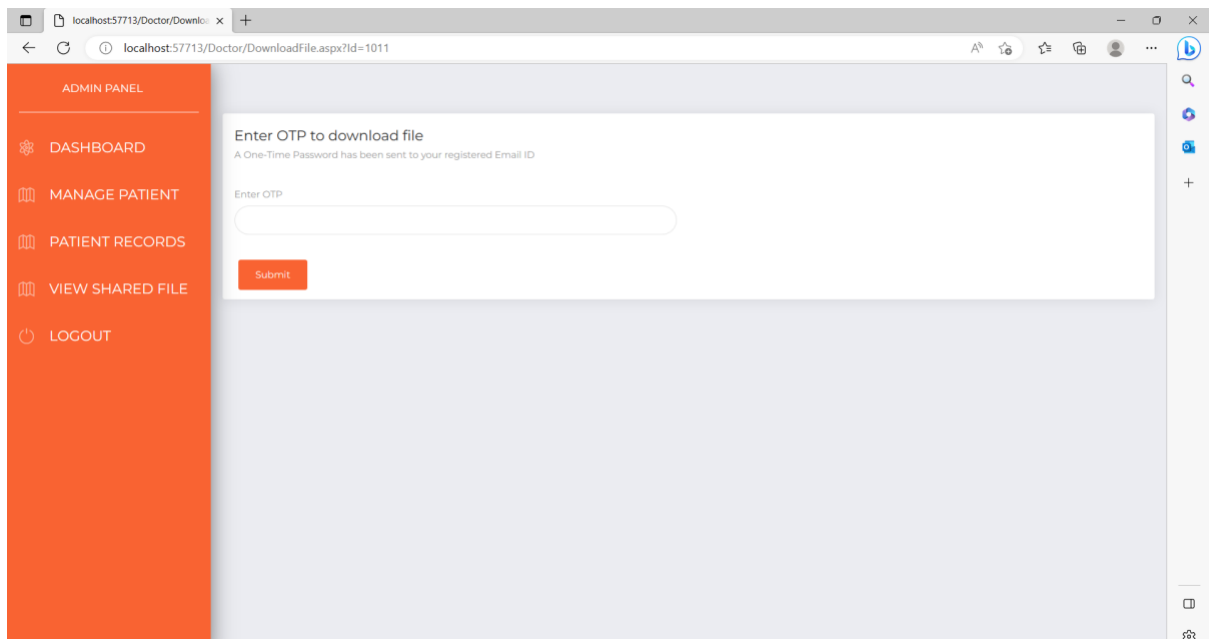 localhost:57713/Doctor/Downloa
localhost:57713/Doctor/DownloadFile.aspx?Id=1011
ADMIN PANEL
DASHBOARD
MANAGE PATIENT
PATIENT RECORDS
VIEW SHARED FILE
LOGOUT
Enter OTP to download file
A One-Time Password has been sent to your registered Email ID
Enter OTP
Submit